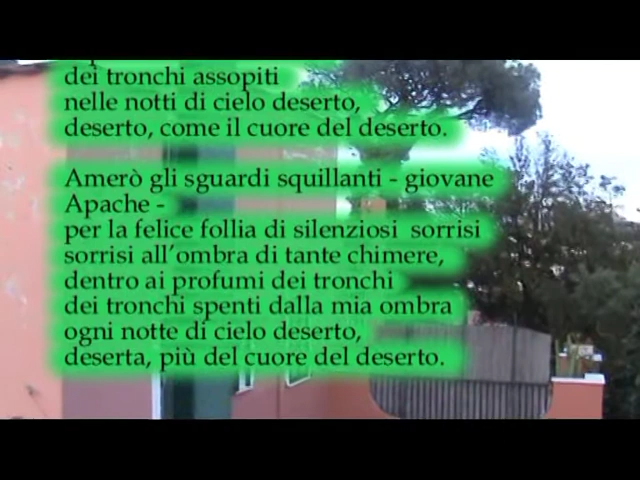 dei tronchi assopiti
nelle notti di cielo deserto,
deserto, come il cuore del deserto.
Amerò gli sguardi squillanti - giovane
Apache -
per la felice follia di silenziosi sorrisi
sorrisi all'ombra di tante chimere,
dentro ai profumi dei tronchi
dei tronchi spenti dalla mia ombra
ogni notte di cielo deserto,
deserta, più del cuore del deserto.